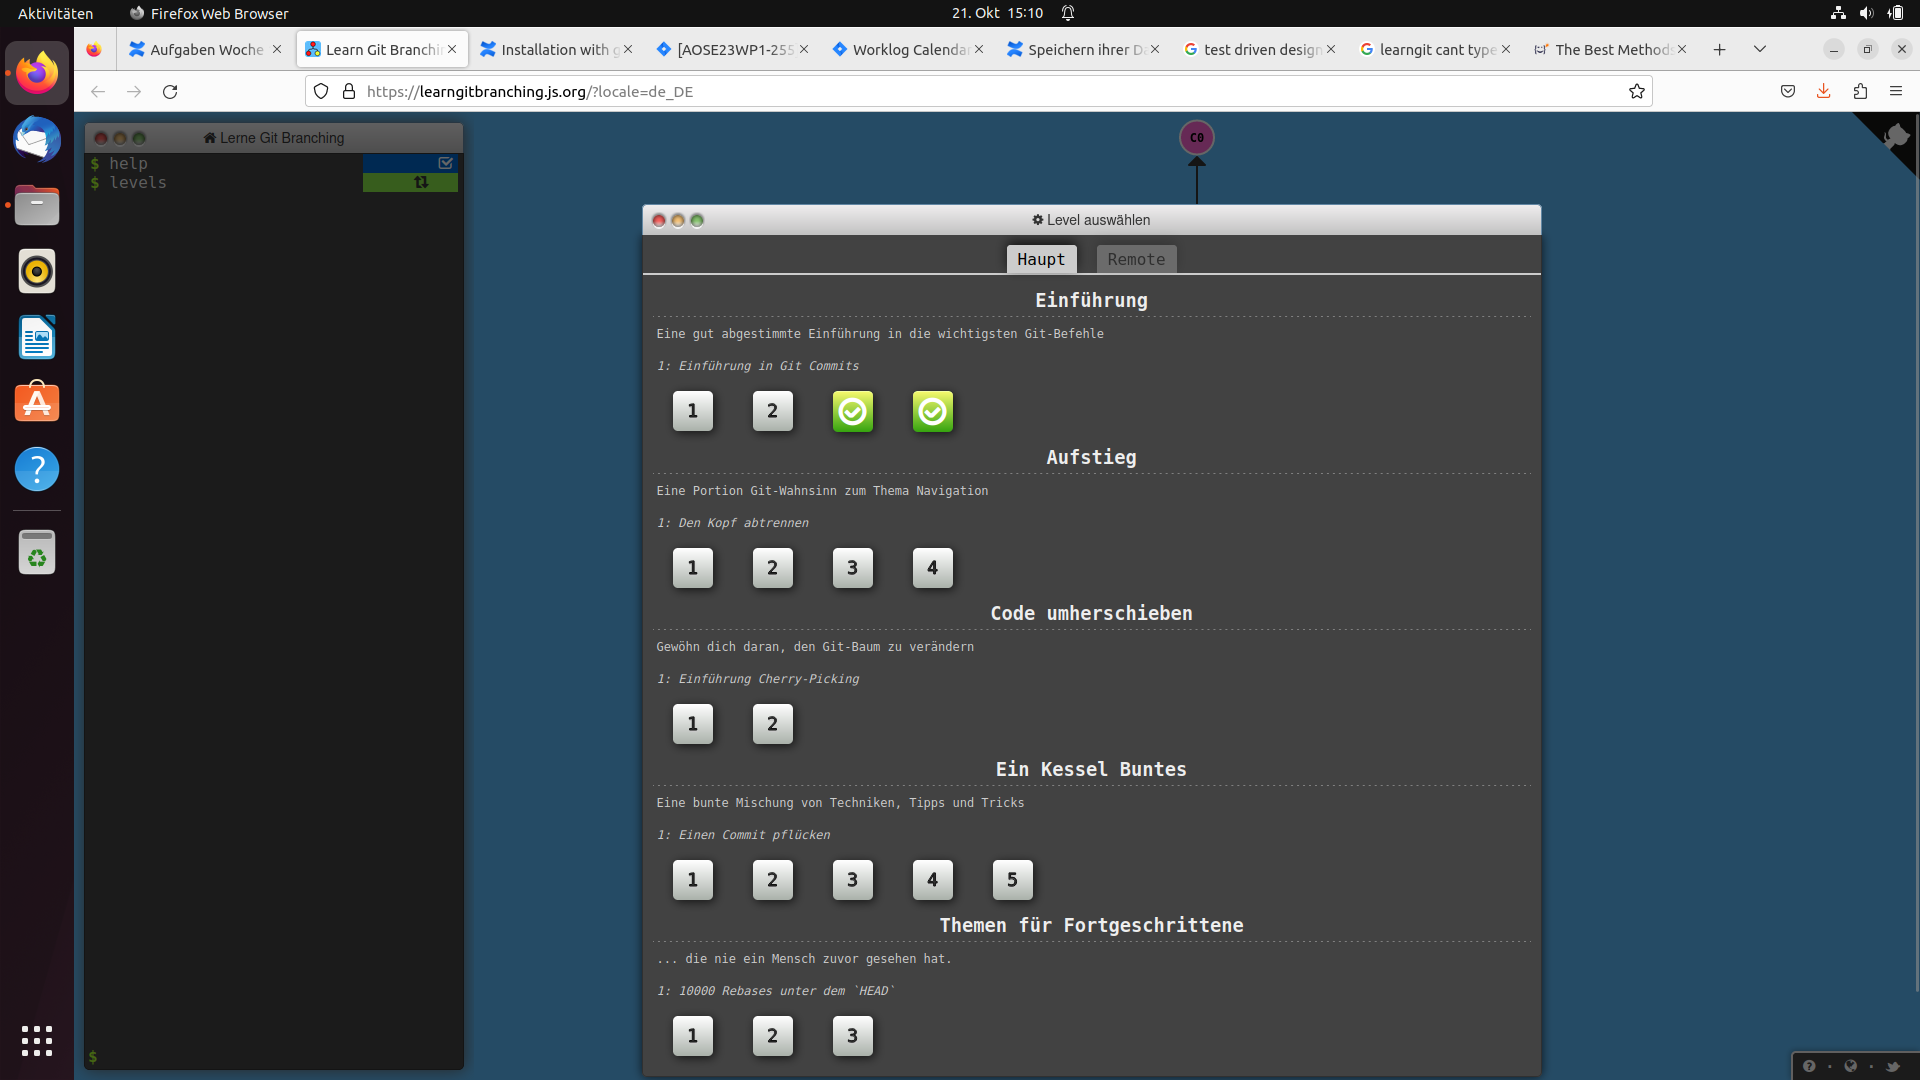 Aktivitäten
Firefox Web Browser
21. Okt 15:10
Aufgaben Woche
Learn Git Branchin
Installation with g
[AOSE23WP1-255
Worklog Calendar
Speichern ihrer Da
test driven design
learngit cant type
The Best Methods
https://learngitbranching.js.org/?locale=de_DE
Lerne Git Branching
$ help
$ levels
$
C0
Level auswählen
Haupt
Remote
Einführung
Eine gut abgestimmte Einführung in die wichtigsten Git-Befehle
1: Einführung in Git Commits
1 2
Aufstieg
Eine Portion Git-Wahnsinn zum Thema Navigation
1: Den Kopf abtrennen
1 2 3 4
Code umherschieben
Gewöhn dich daran, den Git-Baum zu verändern
1: Einführung Cherry-Picking
1 2
Ein Kessel Buntes
Eine bunte Mischung von Techniken, Tipps und Tricks
1: Einen Commit pflücken
1 2 3 4 5
Themen für Fortgeschrittene
... die nie ein Mensch zuvor gesehen hat.
1: 10000 Rebases unter dem `HEAD`
1 2 3